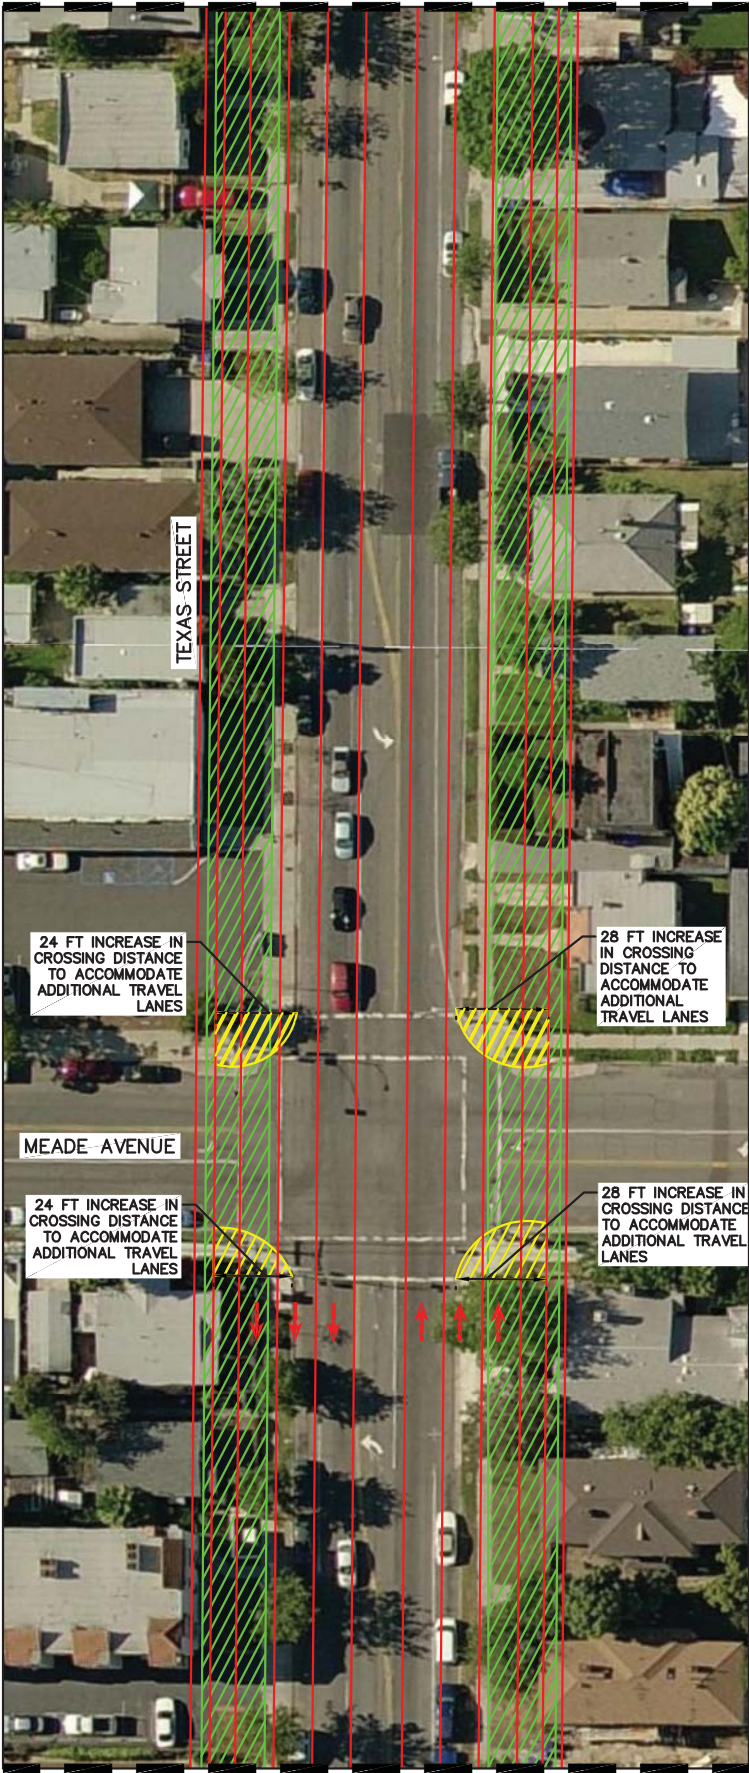 TEXAS STREET
24 FT INCREASE IN
CROSSING DISTANCE
TO ACCOMMODATE
ADDITIONAL TRAVEL
LANES
28 FT INCREASE
IN CROSSING
DISTANCE TO
ACCOMMODATE
ADDITIONAL
TRAVEL LANES
MEADE AVENUE
24 FT INCREASE IN
CROSSING DISTANCE
TO ACCOMMODATE
ADDITIONAL TRAVEL
LANES
28 FT INCREASE IN
CROSSING DISTANCE
TO ACCOMMODATE
ADDITIONAL TRAVEL
LANES